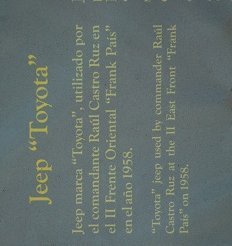 Jeep “Toyota”
Jeep marca “Toyota” , utilizado por
el comandante Raúl Castro Ruz en
el II Frente Oriental “Frank País”
en el año 1958.
“Toyota” Jeep used by commander Raúl
Castro Ruz at the II East Front “Frank
País” on 1958.